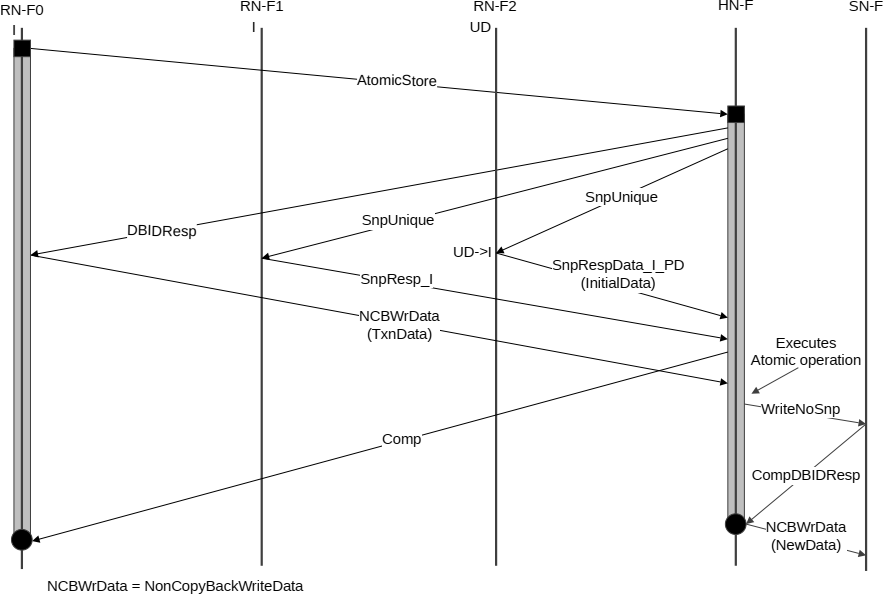 RN-F0
RN-F1
RN-F2
HN-F
SN-F
I
I
UD
AtomicStore
SnpUnique
SnpUnique
DBIDResp
UD->I
SnpRespData_I_PD
(InitialData)
SnpResp_I
NCBWrData
(TxnData)
Executes
Atomic operation
WriteNoSnp
Comp
CompDBIDResp
NCBWrData
(NewData)
NCBWrData = NonCopyBackWriteData